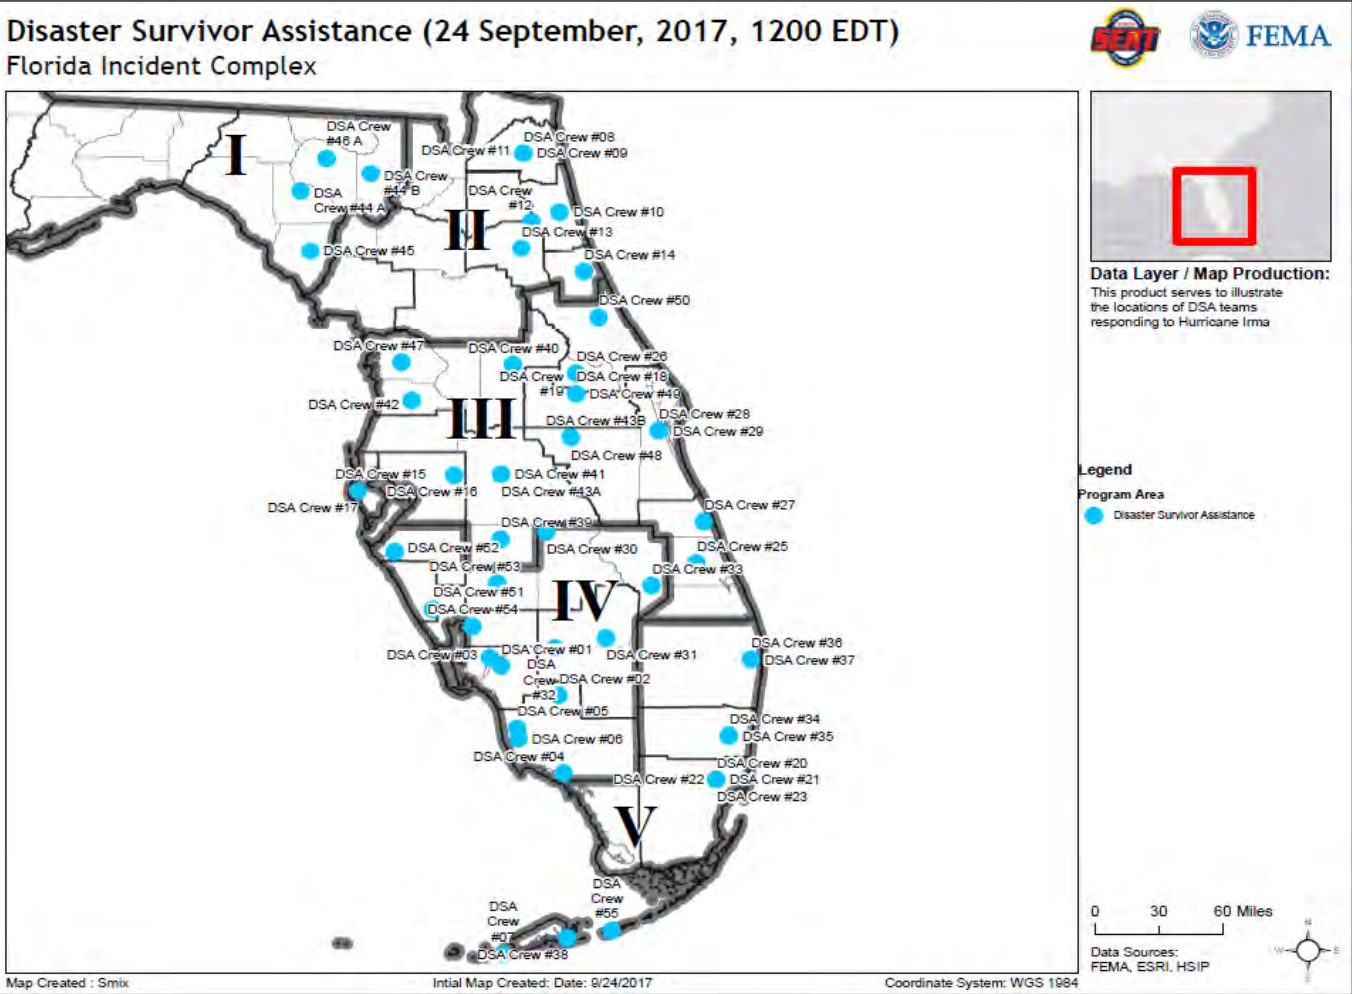 Disaster Survivor Assistance (24 September, 2017, 1200 EDT)
Florida Incident Complex
SERT
FEMA
I
II
III
IV
V
DSA Crew
#46 A
DSA Crew
#44 B
DSA
Crew #44 A
DSA Crew #45
DSA Crew #11
DSA Crew #08
DSA Crew #09
DSA Crew
#12
DSA Crew #10
DSA Crew #13
DSA Crew #14
DSA Crew #50
DSA Crew #47
DSA Crew #40
DSA Crew #26
DSA Crew
#19
DSA Crew #18
DSA Crew #49
DSA Crew #42
DSA Crew #43B
DSA Crew #28
DSA Crew #29
DSA Crew #48
DSA Crew #15
DSA Crew #16
DSA Crew #17
DSA Crew #41
DSA Crew #43A
DSA Crew #27
DSA Crew #39
DSA Crew #30
DSA Crew #25
DSA Crew #52
DSA Crew #53
DSA Crew #33
DSA Crew #51
DSA Crew #54
DSA Crew #03
DSA Crew #01
DSA
Crew
#32
DSA Crew #31
DSA Crew #36
DSA Crew #37
DSA Crew #02
DSA Crew #05
DSA Crew #06
DSA Crew #04
DSA Crew #34
DSA Crew #35
DSA Crew #20
DSA Crew #22
DSA Crew #21
DSA Crew #23
DSA
Crew
#55
DSA
Crew
#07
DSA Crew #38
Data Layer / Map Production:
This product serves to illustrate
the locations of DSA teams
responding to Hurricane Irma
Legend
Program Area
Disaster Survivor Assistance
0 30 60 Miles
Data Sources:
FEMA, ESRI, HSIP
N
W E
S
Map Created : Smix
Intial Map Created: Date: 9/24/2017
Coordinate System: WGS 1984